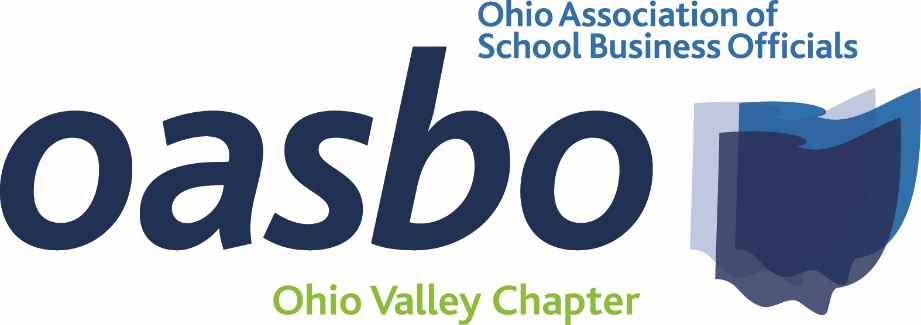 Ohio Association of
School Business Officials
oasbo
Ohio Valley Chapter